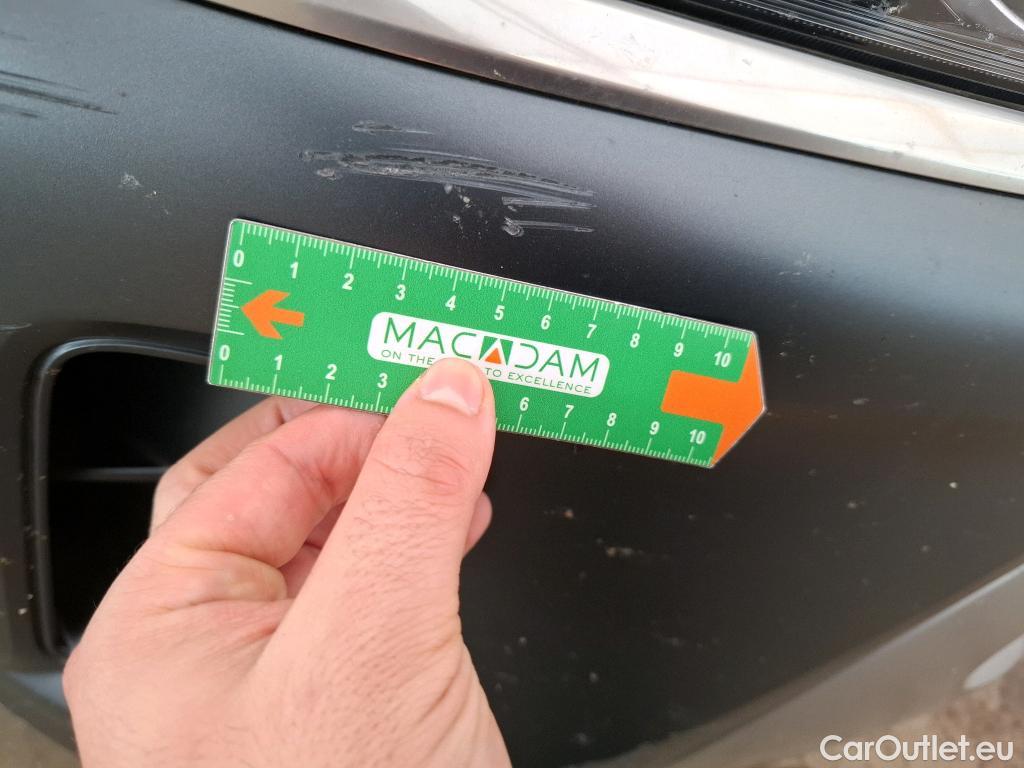 0 1 2 3 4 5 6 7 8 9 10
MACADAM
ON THE TO EXCELLENCE
0 1 2 3 6 7 8 9 10
CarOutlet.eu